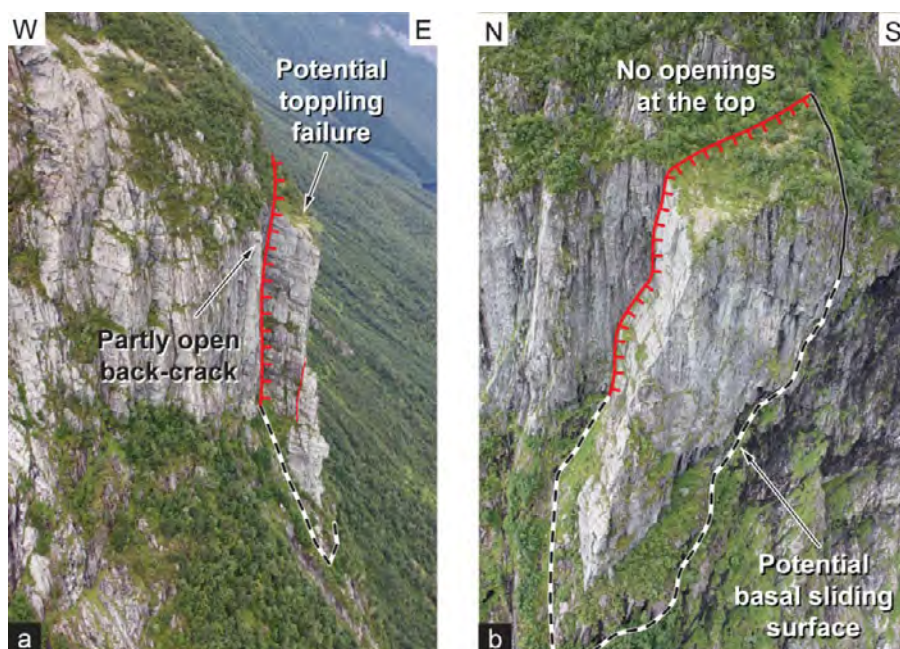 W
E
Potential
toppling
failure
Partly open
back-crack
a
N
S
No openings
at the top
Potential
basal sliding
surface
b